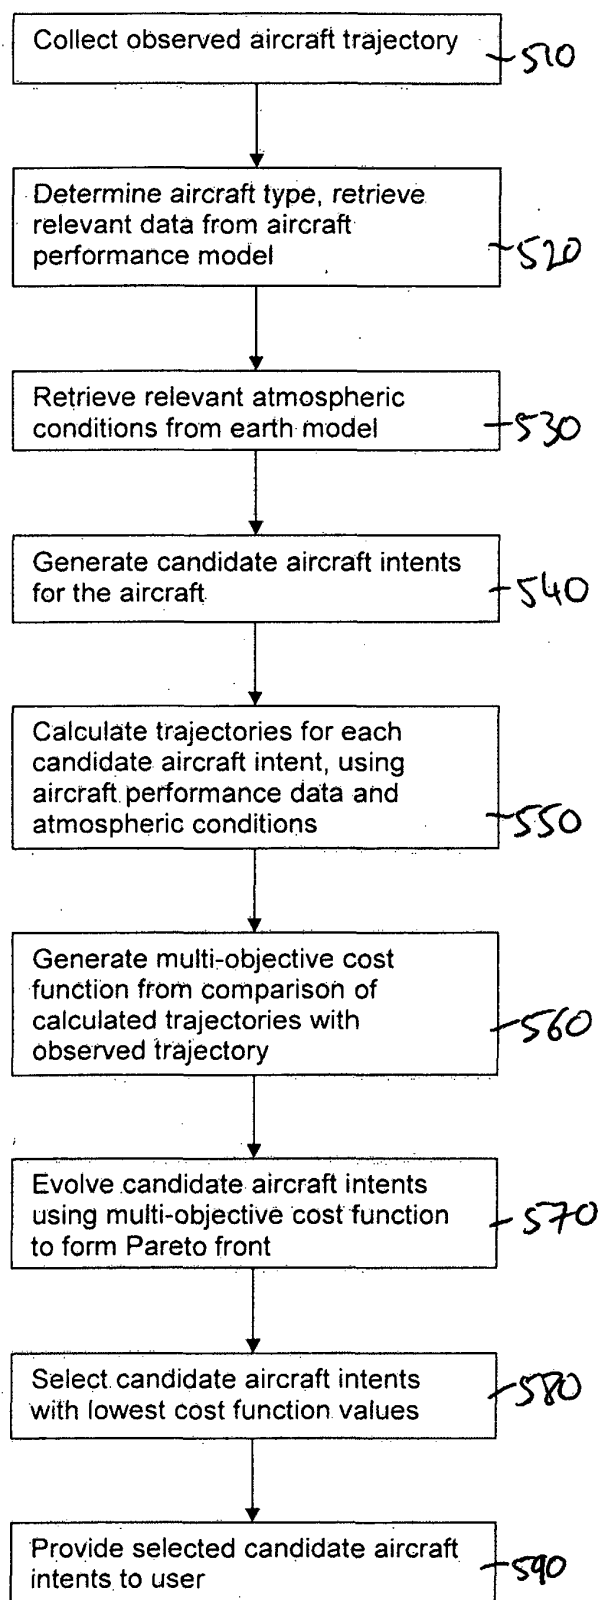 Collect observed aircraft trajectory
510
Determine aircraft type, retrieve
relevant data from aircraft
performance model
520
Retrieve relevant atmospheric
conditions from earth model
530
Generate candidate aircraft intents
for the aircraft
540
Calculate trajectories for each
candidate aircraft intent, using
aircraft performance data and
atmospheric conditions
550
Generate multi-objective cost
function from comparison of
calculated trajectories with
observed trajectory
560
Evolve candidate aircraft intents
using multi-objective cost function
to form Pareto front
570
Select candidate aircraft intents
with lowest cost function values
580
Provide selected candidate aircraft
intents to user
590